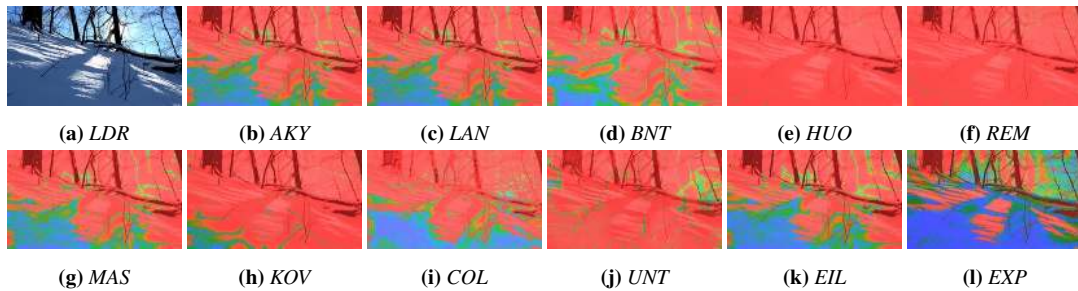 (a) LDR (b) AKY (c) LAN (d) BNT (e) HUO (f) REM
(g) MAS (h) KOV (i) COL (j) UNT (k) EIL (l) EXP